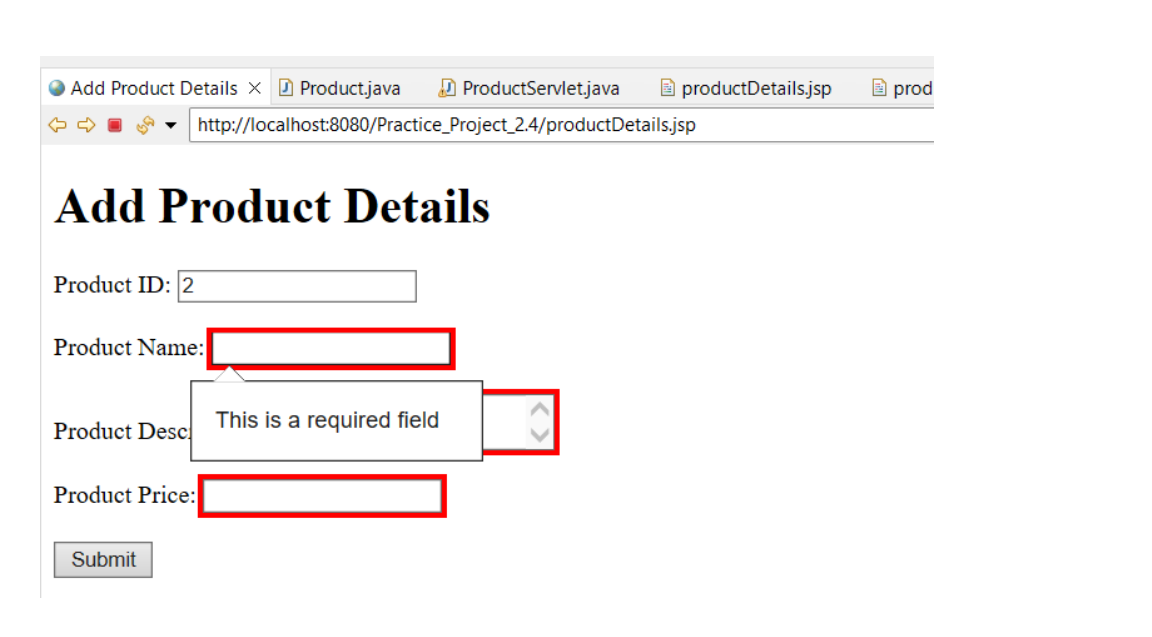 Add Product Details Product.java ProductServlet.java productDetails.jsp prod
http://localhost:8080/Practice_Project_2.4/productDetails.jsp
Add Product Details
Product ID: 2
Product Name:
This is a required field
Product Desc
Product Price:
Submit